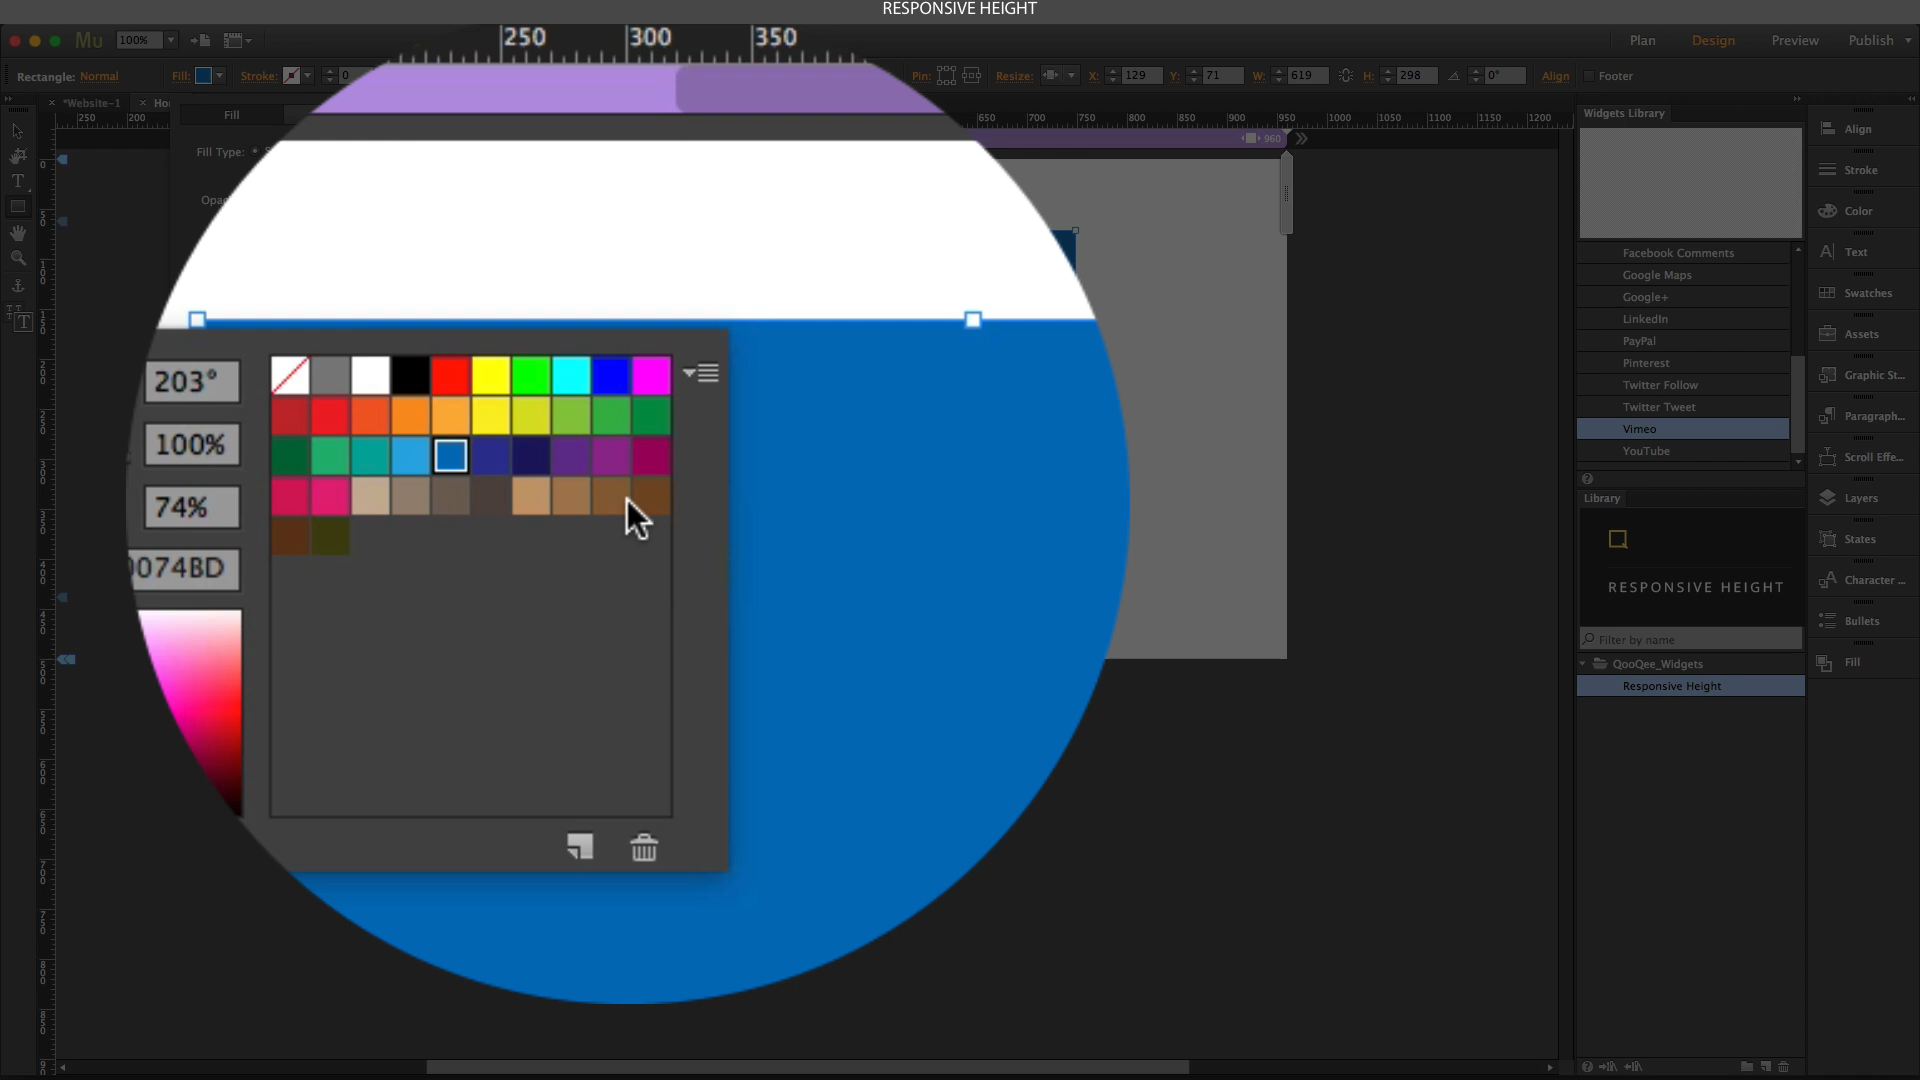 RESPONSIVE HEIGHT
Mu
100%
Plan
Design
Preview
Publish
Rectangle: Normal
Fill:
Stroke:
0
Pin:
Resize:
X: 129
Y: 71
W: 619
H: 298
0°
Align
Footer
*Website-1
250 300 350
250 200
650 700 750 800 850 900 950 1000 1050 1100 1150 1200
960
Fill
Fill Type:
203°
100%
74%
0074BD
Widgets Library
Facebook Comments
Google Maps
Google+
LinkedIn
PayPal
Pinterest
Twitter Follow
Twitter Tweet
Vimeo
YouTube
Library
RESPONSIVE HEIGHT
Filter by name
QooQee_Widgets
Responsive Height
Align
Stroke
Color
Text
Swatches
Assets
Graphic St...
Paragraph...
Scroll Effe...
Layers
States
Character ...
Bullets
Fill